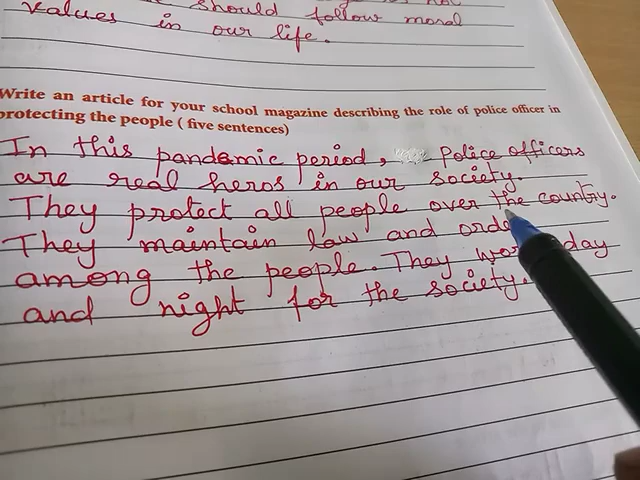 should follow moral
values in our life.
Write an article for your school magazine describing the role of police officer in
protecting the people ( five sentences)
In this pandemic period, Police officers
are real heros in our society.
They protect all people over the country.
They maintain law and orde
among the people. They wor day
and night for the society.